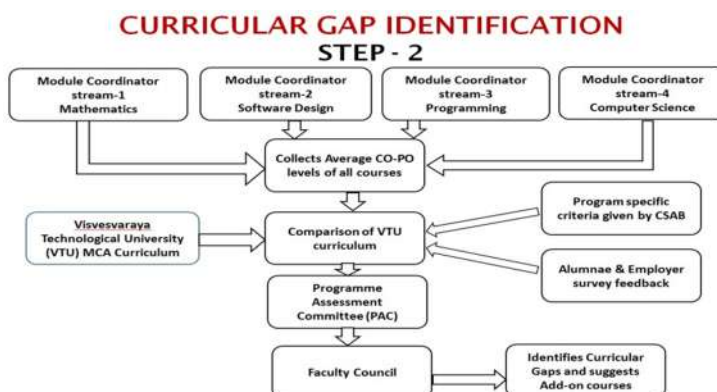 CURRICULAR GAP IDENTIFICATION
STEP - 2
Module Coordinator
stream-1
Mathematics
Module Coordinator
stream-2
Software Design
Module Coordinator
stream-3
Programming
Module Coordinator
stream-4
Computer Science
Collects Average CO-PO
levels of all courses
Visvesvaraya
Technological University
(VTU) MCA Curriculum
Comparison of VTU
curriculum
Program specific
criteria given by CSAB
Alumnae & Employer
survey feedback
Programme
Assessment
Committee (PAC)
Faculty Council
Identifies Curricular
Gaps and suggests
Add-on courses